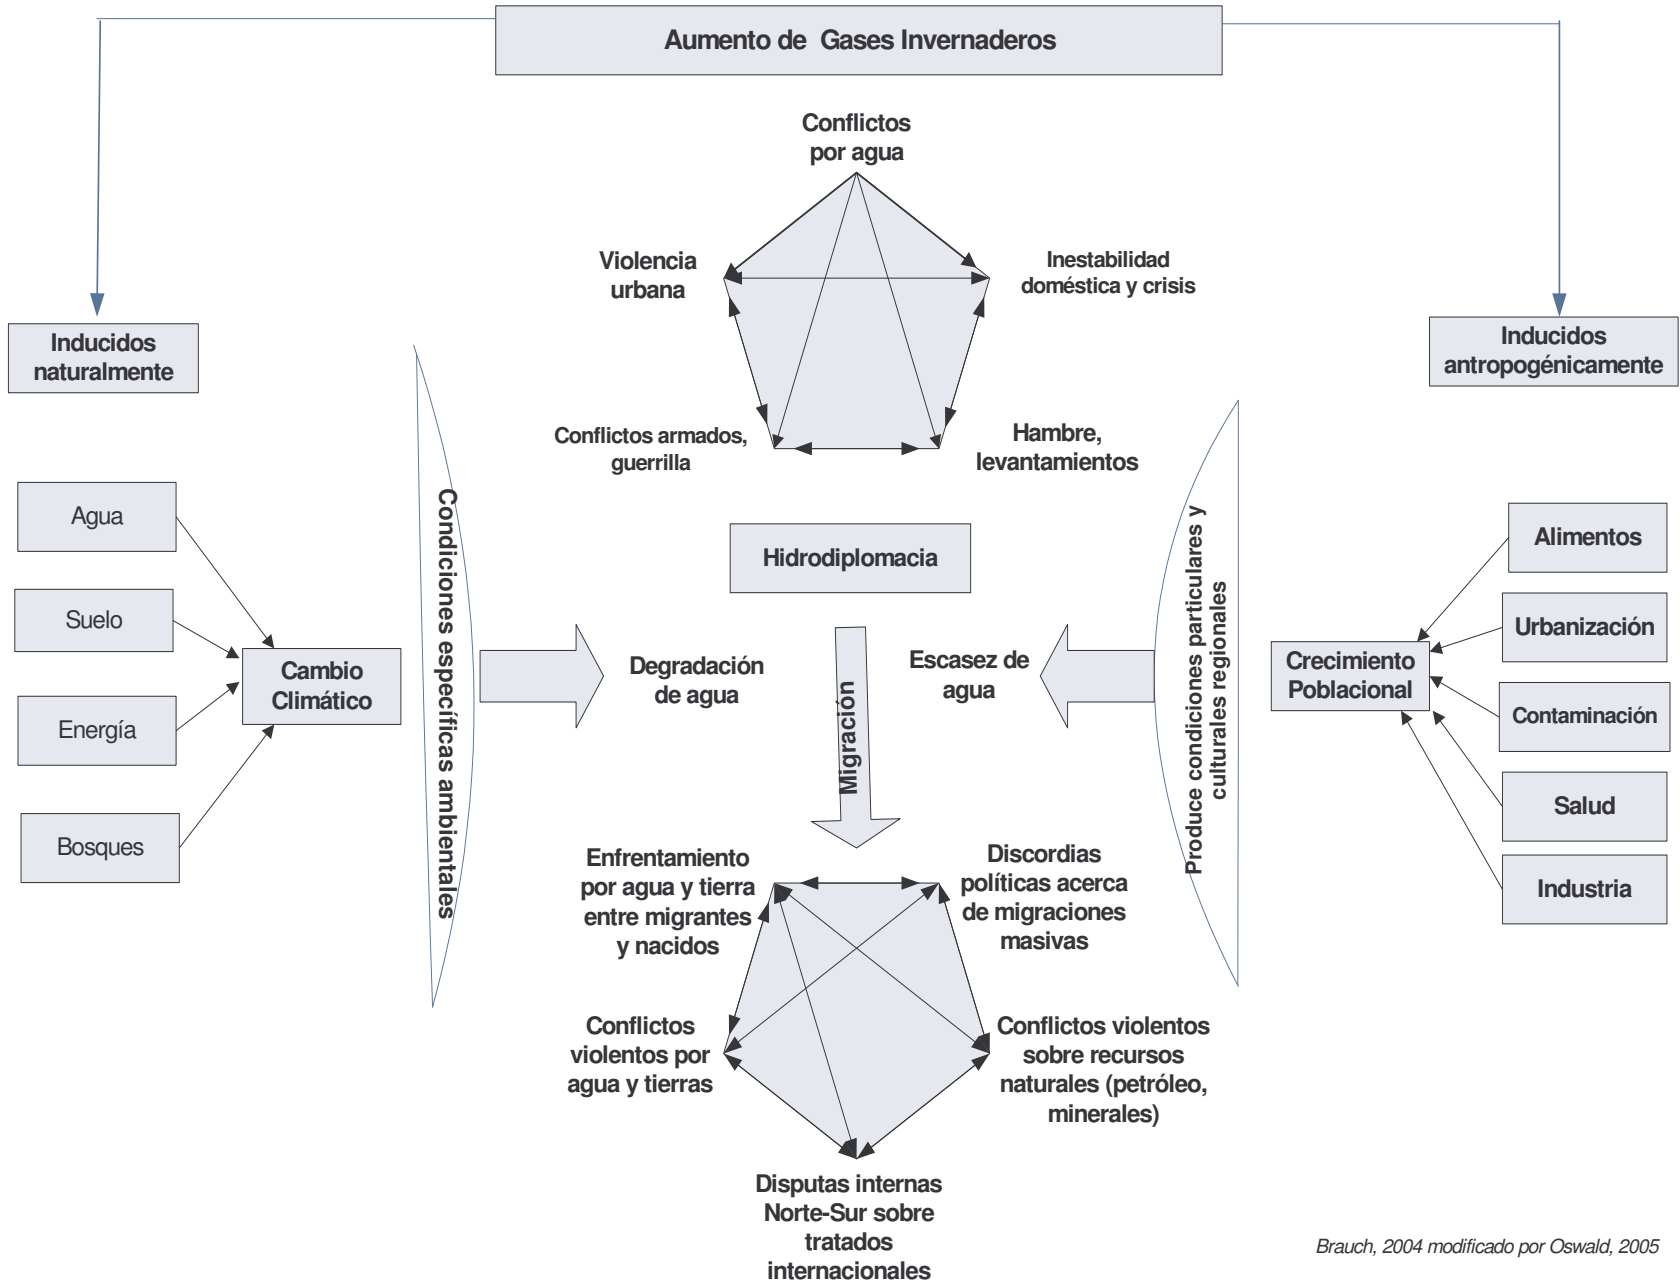 Aumento de Gases Invernaderos
Conflictos
por agua
Violencia
urbana
Inestabilidad
doméstica y crisis
Inducidos
naturalmente
Inducidos
antropogénicamente
Conflictos armados,
guerrilla
Hambre,
levantamientos
Agua
Suelo
Energía
Bosques
Cambio
Climático
Condiciones específicas ambientales
Hidrodiplomacia
Degradación
de agua
Migración
Escasez de
agua
Produce condiciones particulares y
culturales regionales
Crecimiento
Poblacional
Alimentos
Urbanización
Contaminación
Salud
Industria
Enfrentamiento
por agua y tierra
entre migrantes
y nacidos
Discordias
políticas acerca
de migraciones
masivas
Conflictos
violentos por
agua y tierras
Conflictos violentos
sobre recursos
naturales (petróleo,
minerales)
Disputas internas
Norte-Sur sobre
tratados
internacionales
Brauch, 2004 modificado por Oswald, 2005